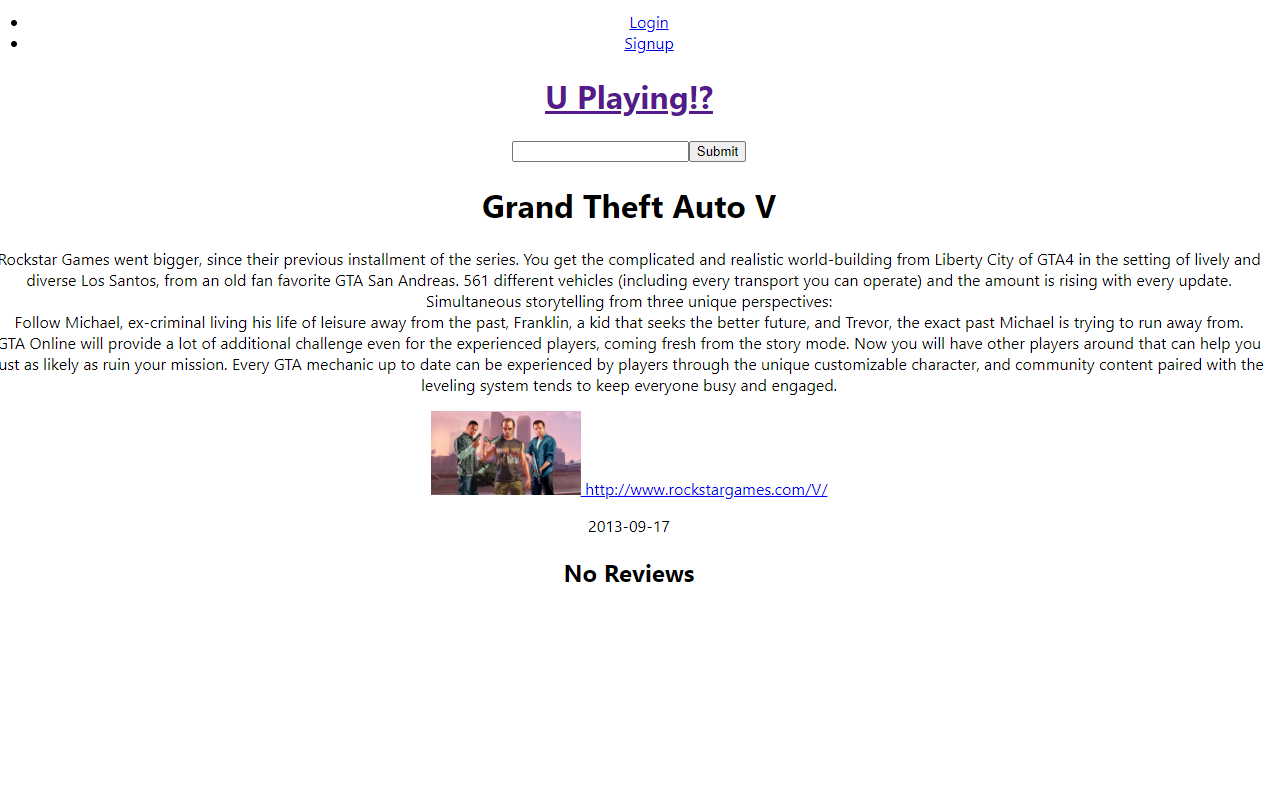 Login
Signup
U Playing!?
Submit
Grand Theft Auto V
Rockstar Games went bigger, since their previous installment of the series. You get the complicated and realistic world-building from Liberty City of GTA4 in the setting of lively and
diverse Los Santos, from an old fan favorite GTA San Andreas. 561 different vehicles (including every transport you can operate) and the amount is rising with every update.
Simultaneous storytelling from three unique perspectives:
Follow Michael, ex-criminal living his life of leisure away from the past, Franklin, a kid that seeks the better future, and Trevor, the exact past Michael is trying to run away from.
GTA Online will provide a lot of additional challenge even for the experienced players, coming fresh from the story mode. Now you will have other players around that can help you
ust as likely as ruin your mission. Every GTA mechanic up to date can be experienced by players through the unique customizable character, and community content paired with the
leveling system tends to keep everyone busy and engaged.
http://www.rockstargames.com/V/
2013-09-17
No Reviews